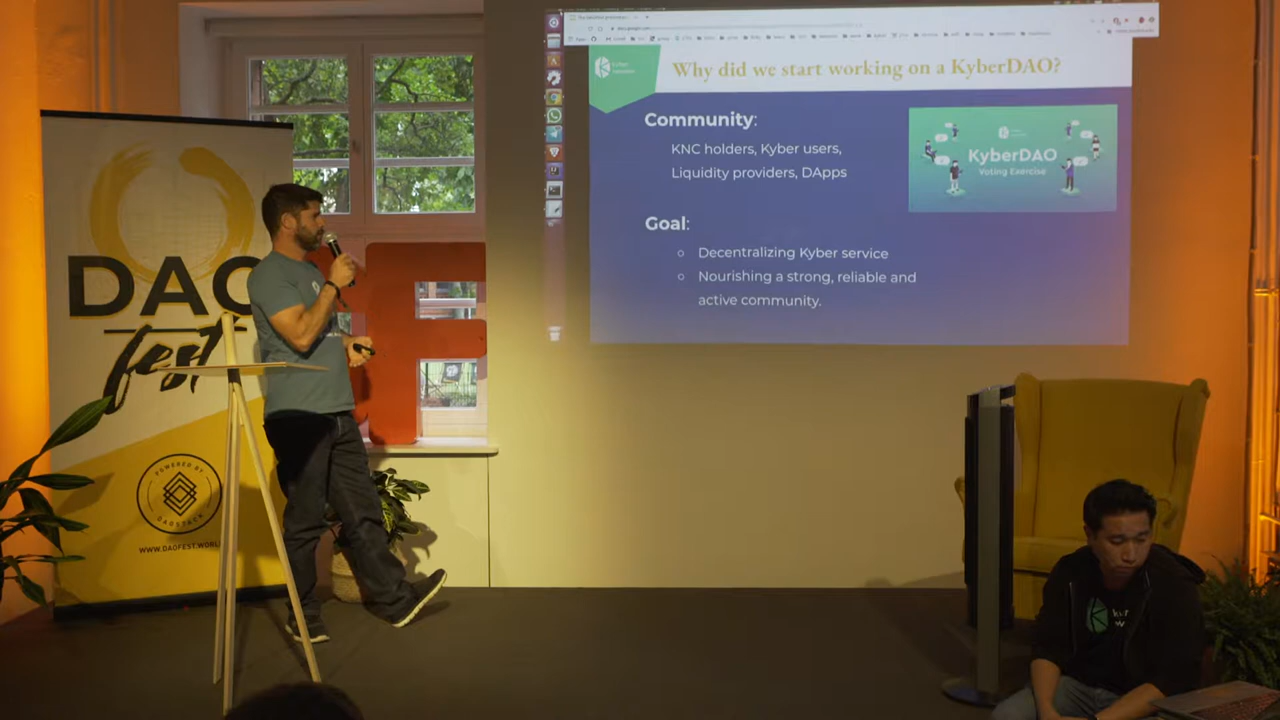 Why did we start working on a KyberDAO?
Community:
KNC holders, Kyber users,
Liquidity providers, DApps
Goal:
○ Decentralizing Kyber service
○ Nourishing a strong, reliable and
active community.
KyberDAO
Voting Exercise
DAO
fest
POWERED BY
DAOSTACK
WWW.DAOFEST.WORL